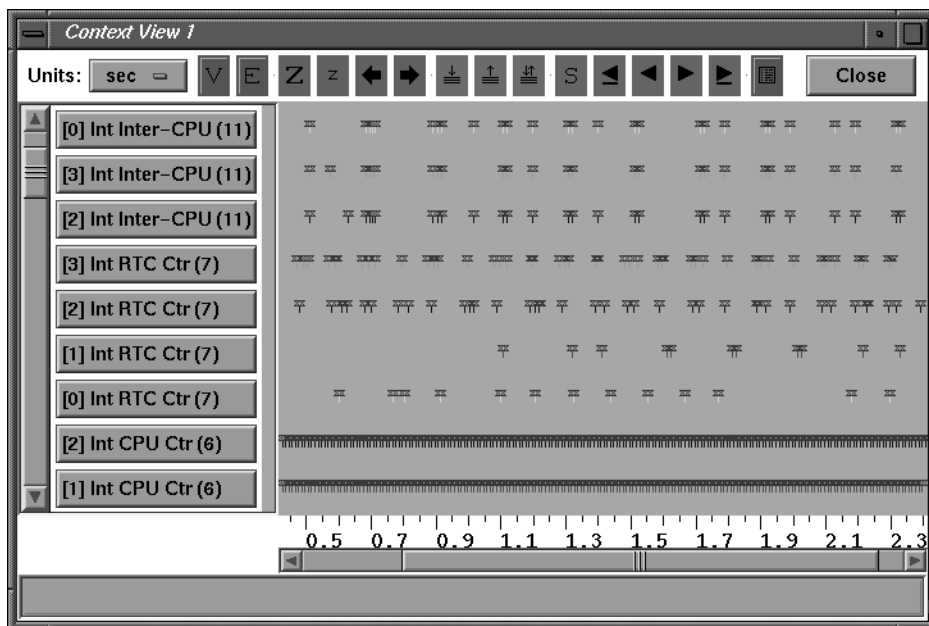 Context View 1
Units: sec V E Z z S Close
[0] Int Inter-CPU (11)
[3] Int Inter-CPU (11)
[2] Int Inter-CPU (11)
[3] Int RTC Ctr (7)
[2] Int RTC Ctr (7)
[1] Int RTC Ctr (7)
[0] Int RTC Ctr (7)
[2] Int CPU Ctr (6)
[1] Int CPU Ctr (6)
0.5 0.7 0.9 1.1 1.3 1.5 1.7 1.9 2.1 2.3